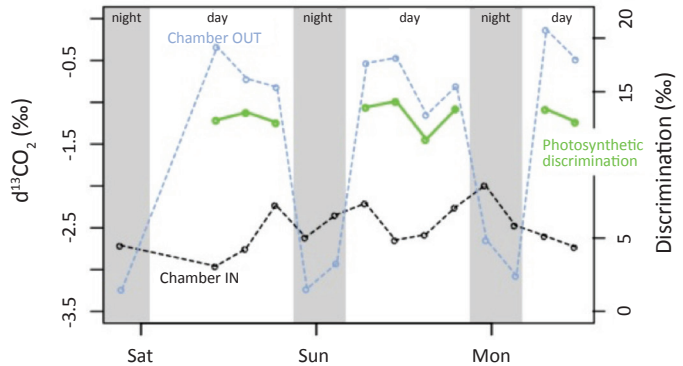 night day night day night day
Chamber OUT
Photosynthetic
discrimination
Chamber IN
d¹³CO₂ (‰)
-0.5
-1.5
-2.5
-3.5
20
15
5
0
Discrimination (‰)
Sat Sun Mon